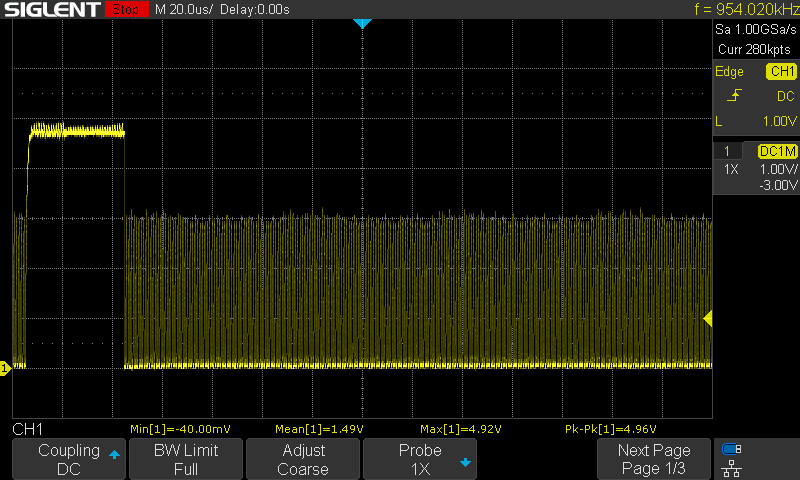 SIGLENT Stop M 20.0us/ Delay:0.00s f = 954.020kHz
Sa 1.00GSa/s
Curr 280kpts
Edge CH1
DC
L 1.00V
1 DC1M
1X 1.00V/
-3.00V
1
CH1 Min[1]=-40.00mV Mean[1]=1.49V Max[1]=4.92V Pk-Pk[1]=4.96V
Coupling BW Limit Adjust Probe Next Page
DC Full Coarse 1X Page 1/3